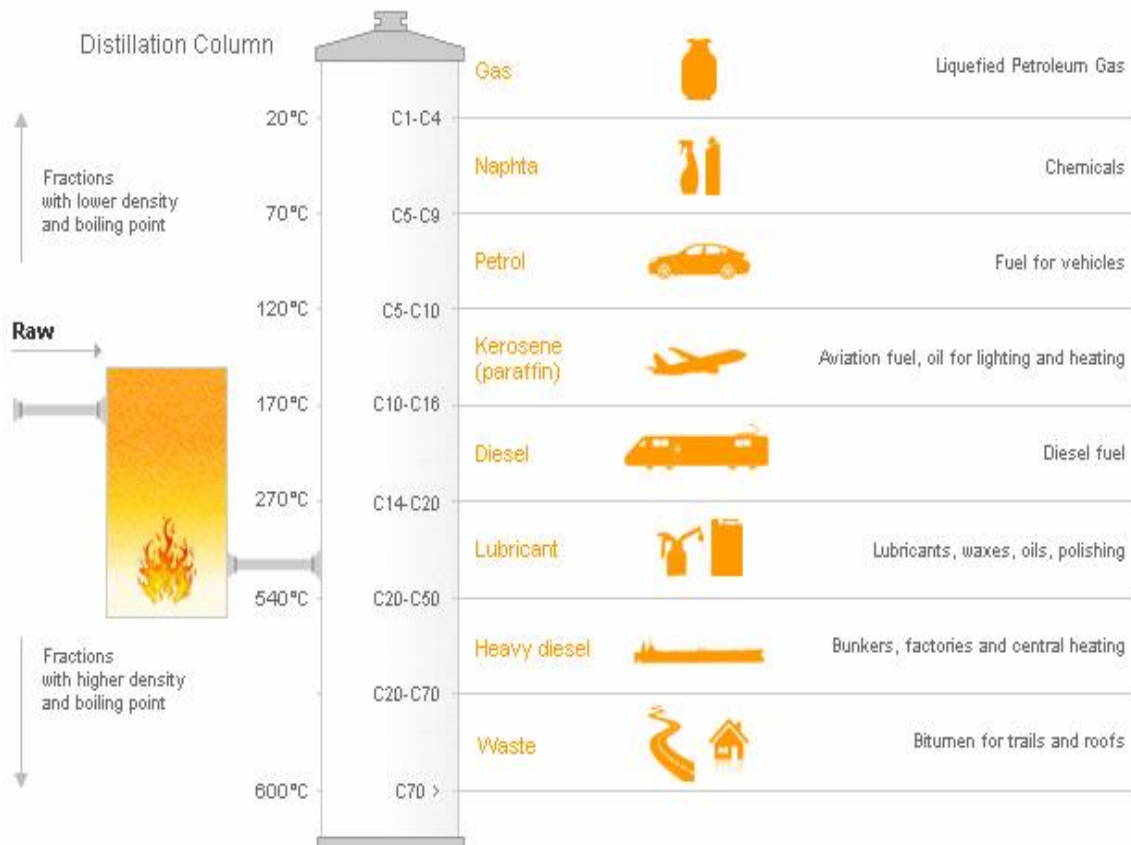 Distillation Column
Gas
Liquefied Petroleum Gas
20°C
C1-C4
Fractions
with lower density
and boiling point
Naphta
Chemicals
70°C
C5-C9
Petrol
Fuel for vehicles
120°C
C5-C10
Raw
Kerosene
(paraffin)
Aviation fuel, oil for lighting and heating
170°C
C10-C16
Diesel
Diesel fuel
270°C
C14-C20
Lubricant
Lubricants, waxes, oils, polishing
540°C
C20-C50
Fractions
with higher density
and boiling point
Heavy diesel
Bunkers, factories and central heating
C20-C70
Waste
Bitumen for trails and roofs
600°C
C70 >